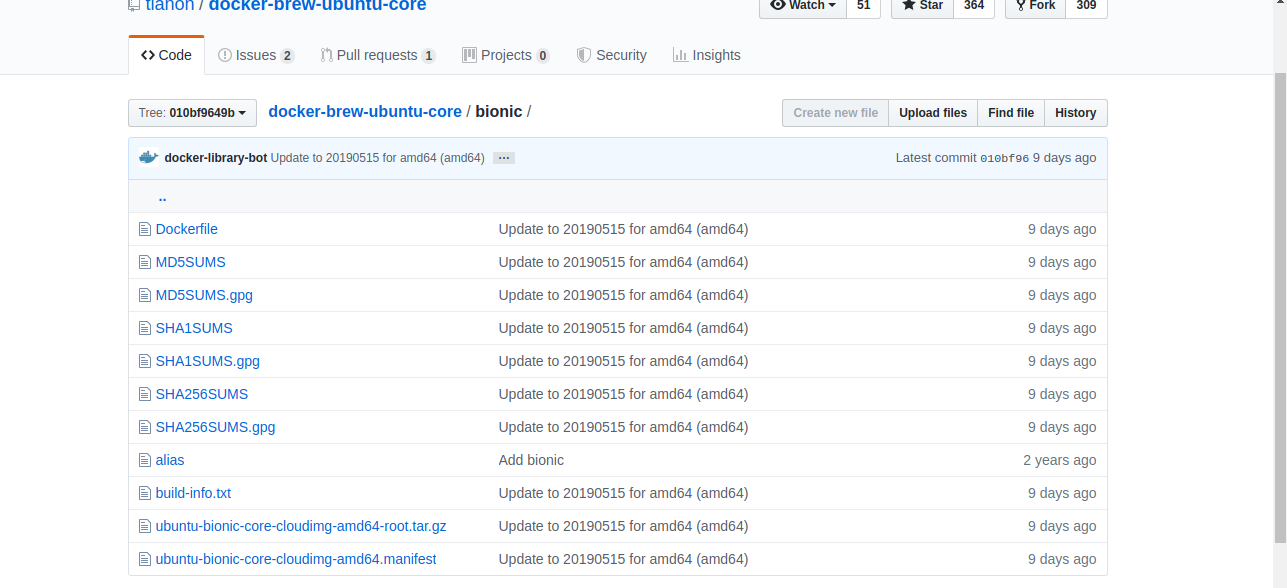 tianon / docker-brew-ubuntu-core Watch 51 Star 364 Fork 309
Code Issues 2 Pull requests 1 Projects 0 Security Insights
Tree: 010bf9649b docker-brew-ubuntu-core / bionic / Create new file Upload files Find file History
docker-library-bot Update to 20190515 for amd64 (amd64) … Latest commit 010bf96 9 days ago
..
Dockerfile Update to 20190515 for amd64 (amd64) 9 days ago
MD5SUMS Update to 20190515 for amd64 (amd64) 9 days ago
MD5SUMS.gpg Update to 20190515 for amd64 (amd64) 9 days ago
SHA1SUMS Update to 20190515 for amd64 (amd64) 9 days ago
SHA1SUMS.gpg Update to 20190515 for amd64 (amd64) 9 days ago
SHA256SUMS Update to 20190515 for amd64 (amd64) 9 days ago
SHA256SUMS.gpg Update to 20190515 for amd64 (amd64) 9 days ago
alias Add bionic 2 years ago
build-info.txt Update to 20190515 for amd64 (amd64) 9 days ago
ubuntu-bionic-core-cloudimg-amd64-root.tar.gz Update to 20190515 for amd64 (amd64) 9 days ago
ubuntu-bionic-core-cloudimg-amd64.manifest Update to 20190515 for amd64 (amd64) 9 days ago